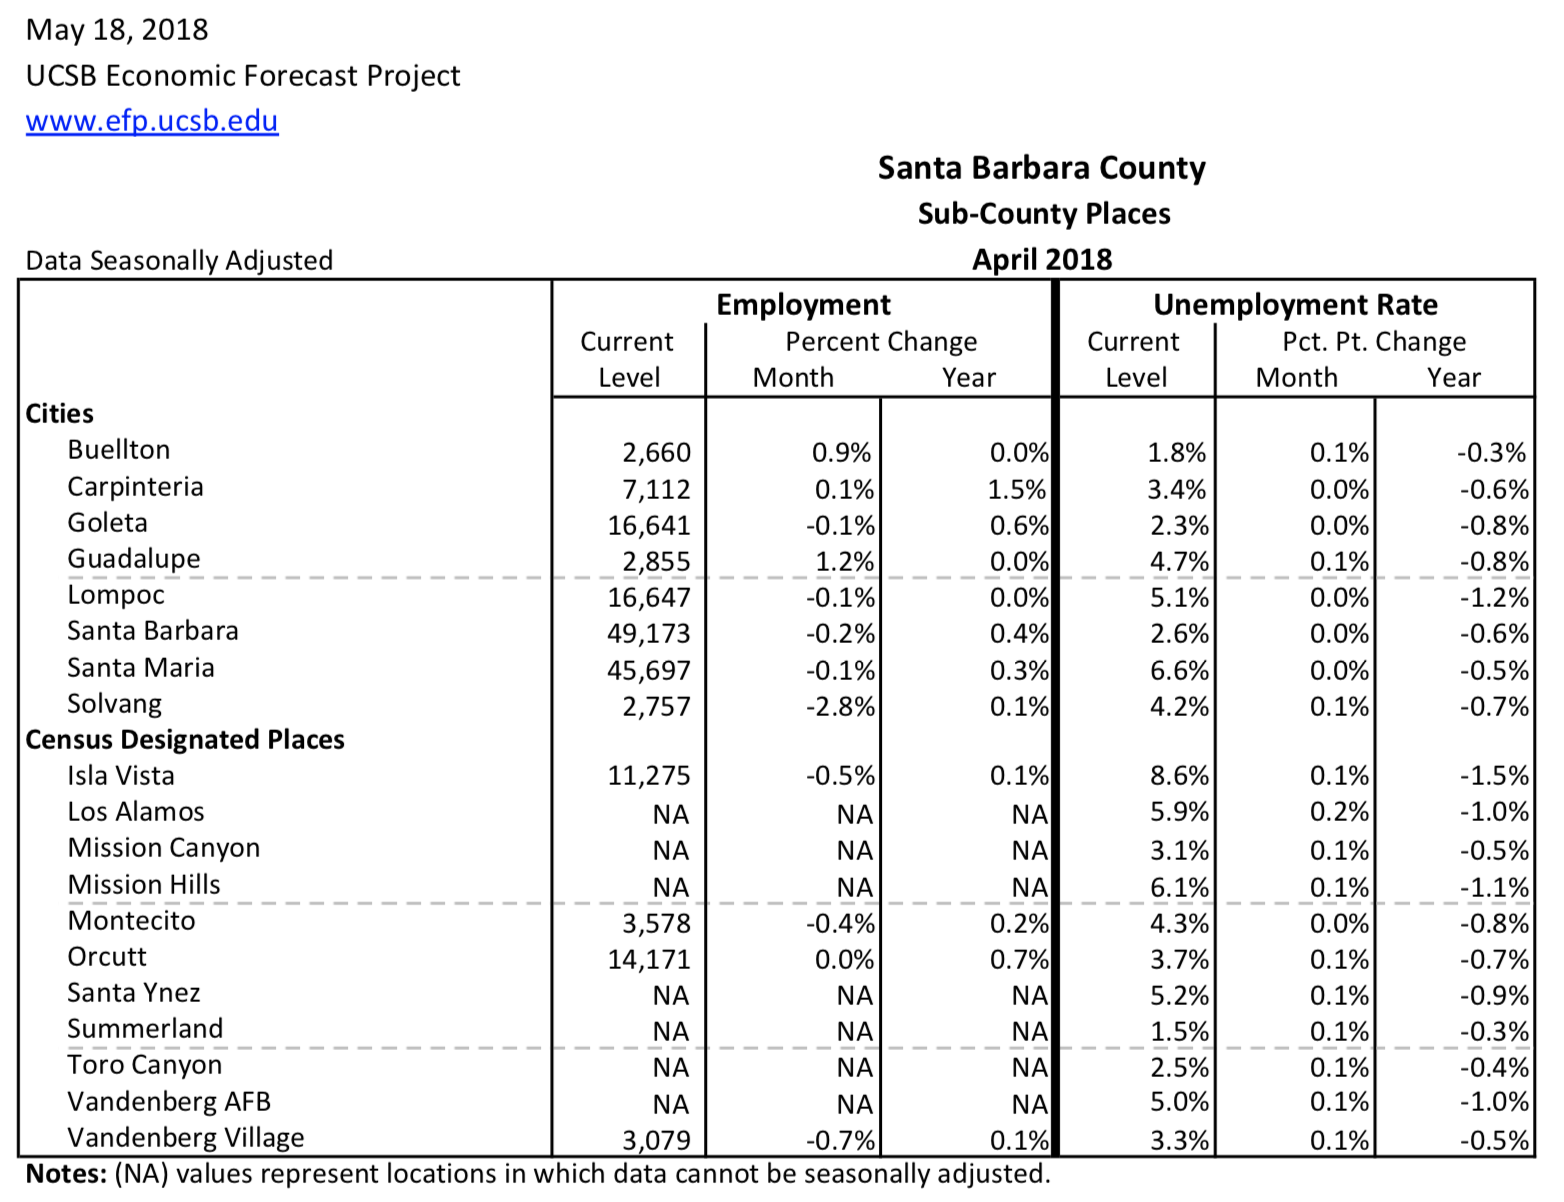 May 18, 2018
UCSB Economic Forecast Project
www.efp.ucsb.edu
Santa Barbara County
Sub-County Places
Data Seasonally Adjusted April 2018
Employment Unemployment Rate
Current Percent Change Current Pct. Pt. Change
Level Month Year Level Month Year
Cities
Buellton 2,660 0.9% 0.0% 1.8% 0.1% -0.3%
Carpinteria 7,112 0.1% 1.5% 3.4% 0.0% -0.6%
Goleta 16,641 -0.1% 0.6% 2.3% 0.0% -0.8%
Guadalupe 2,855 1.2% 0.0% 4.7% 0.1% -0.8%
Lompoc 16,647 -0.1% 0.0% 5.1% 0.0% -1.2%
Santa Barbara 49,173 -0.2% 0.4% 2.6% 0.0% -0.6%
Santa Maria 45,697 -0.1% 0.3% 6.6% 0.0% -0.5%
Solvang 2,757 -2.8% 0.1% 4.2% 0.1% -0.7%
Census Designated Places
Isla Vista 11,275 -0.5% 0.1% 8.6% 0.1% -1.5%
Los Alamos NA NA NA 5.9% 0.2% -1.0%
Mission Canyon NA NA NA 3.1% 0.1% -0.5%
Mission Hills NA NA NA 6.1% 0.1% -1.1%
Montecito 3,578 -0.4% 0.2% 4.3% 0.0% -0.8%
Orcutt 14,171 0.0% 0.7% 3.7% 0.1% -0.7%
Santa Ynez NA NA NA 5.2% 0.1% -0.9%
Summerland NA NA NA 1.5% 0.1% -0.3%
Toro Canyon NA NA NA 2.5% 0.1% -0.4%
Vandenberg AFB NA NA NA 5.0% 0.1% -1.0%
Vandenberg Village 3,079 -0.7% 0.1% 3.3% 0.1% -0.5%
Notes: (NA) values represent locations in which data cannot be seasonally adjusted.